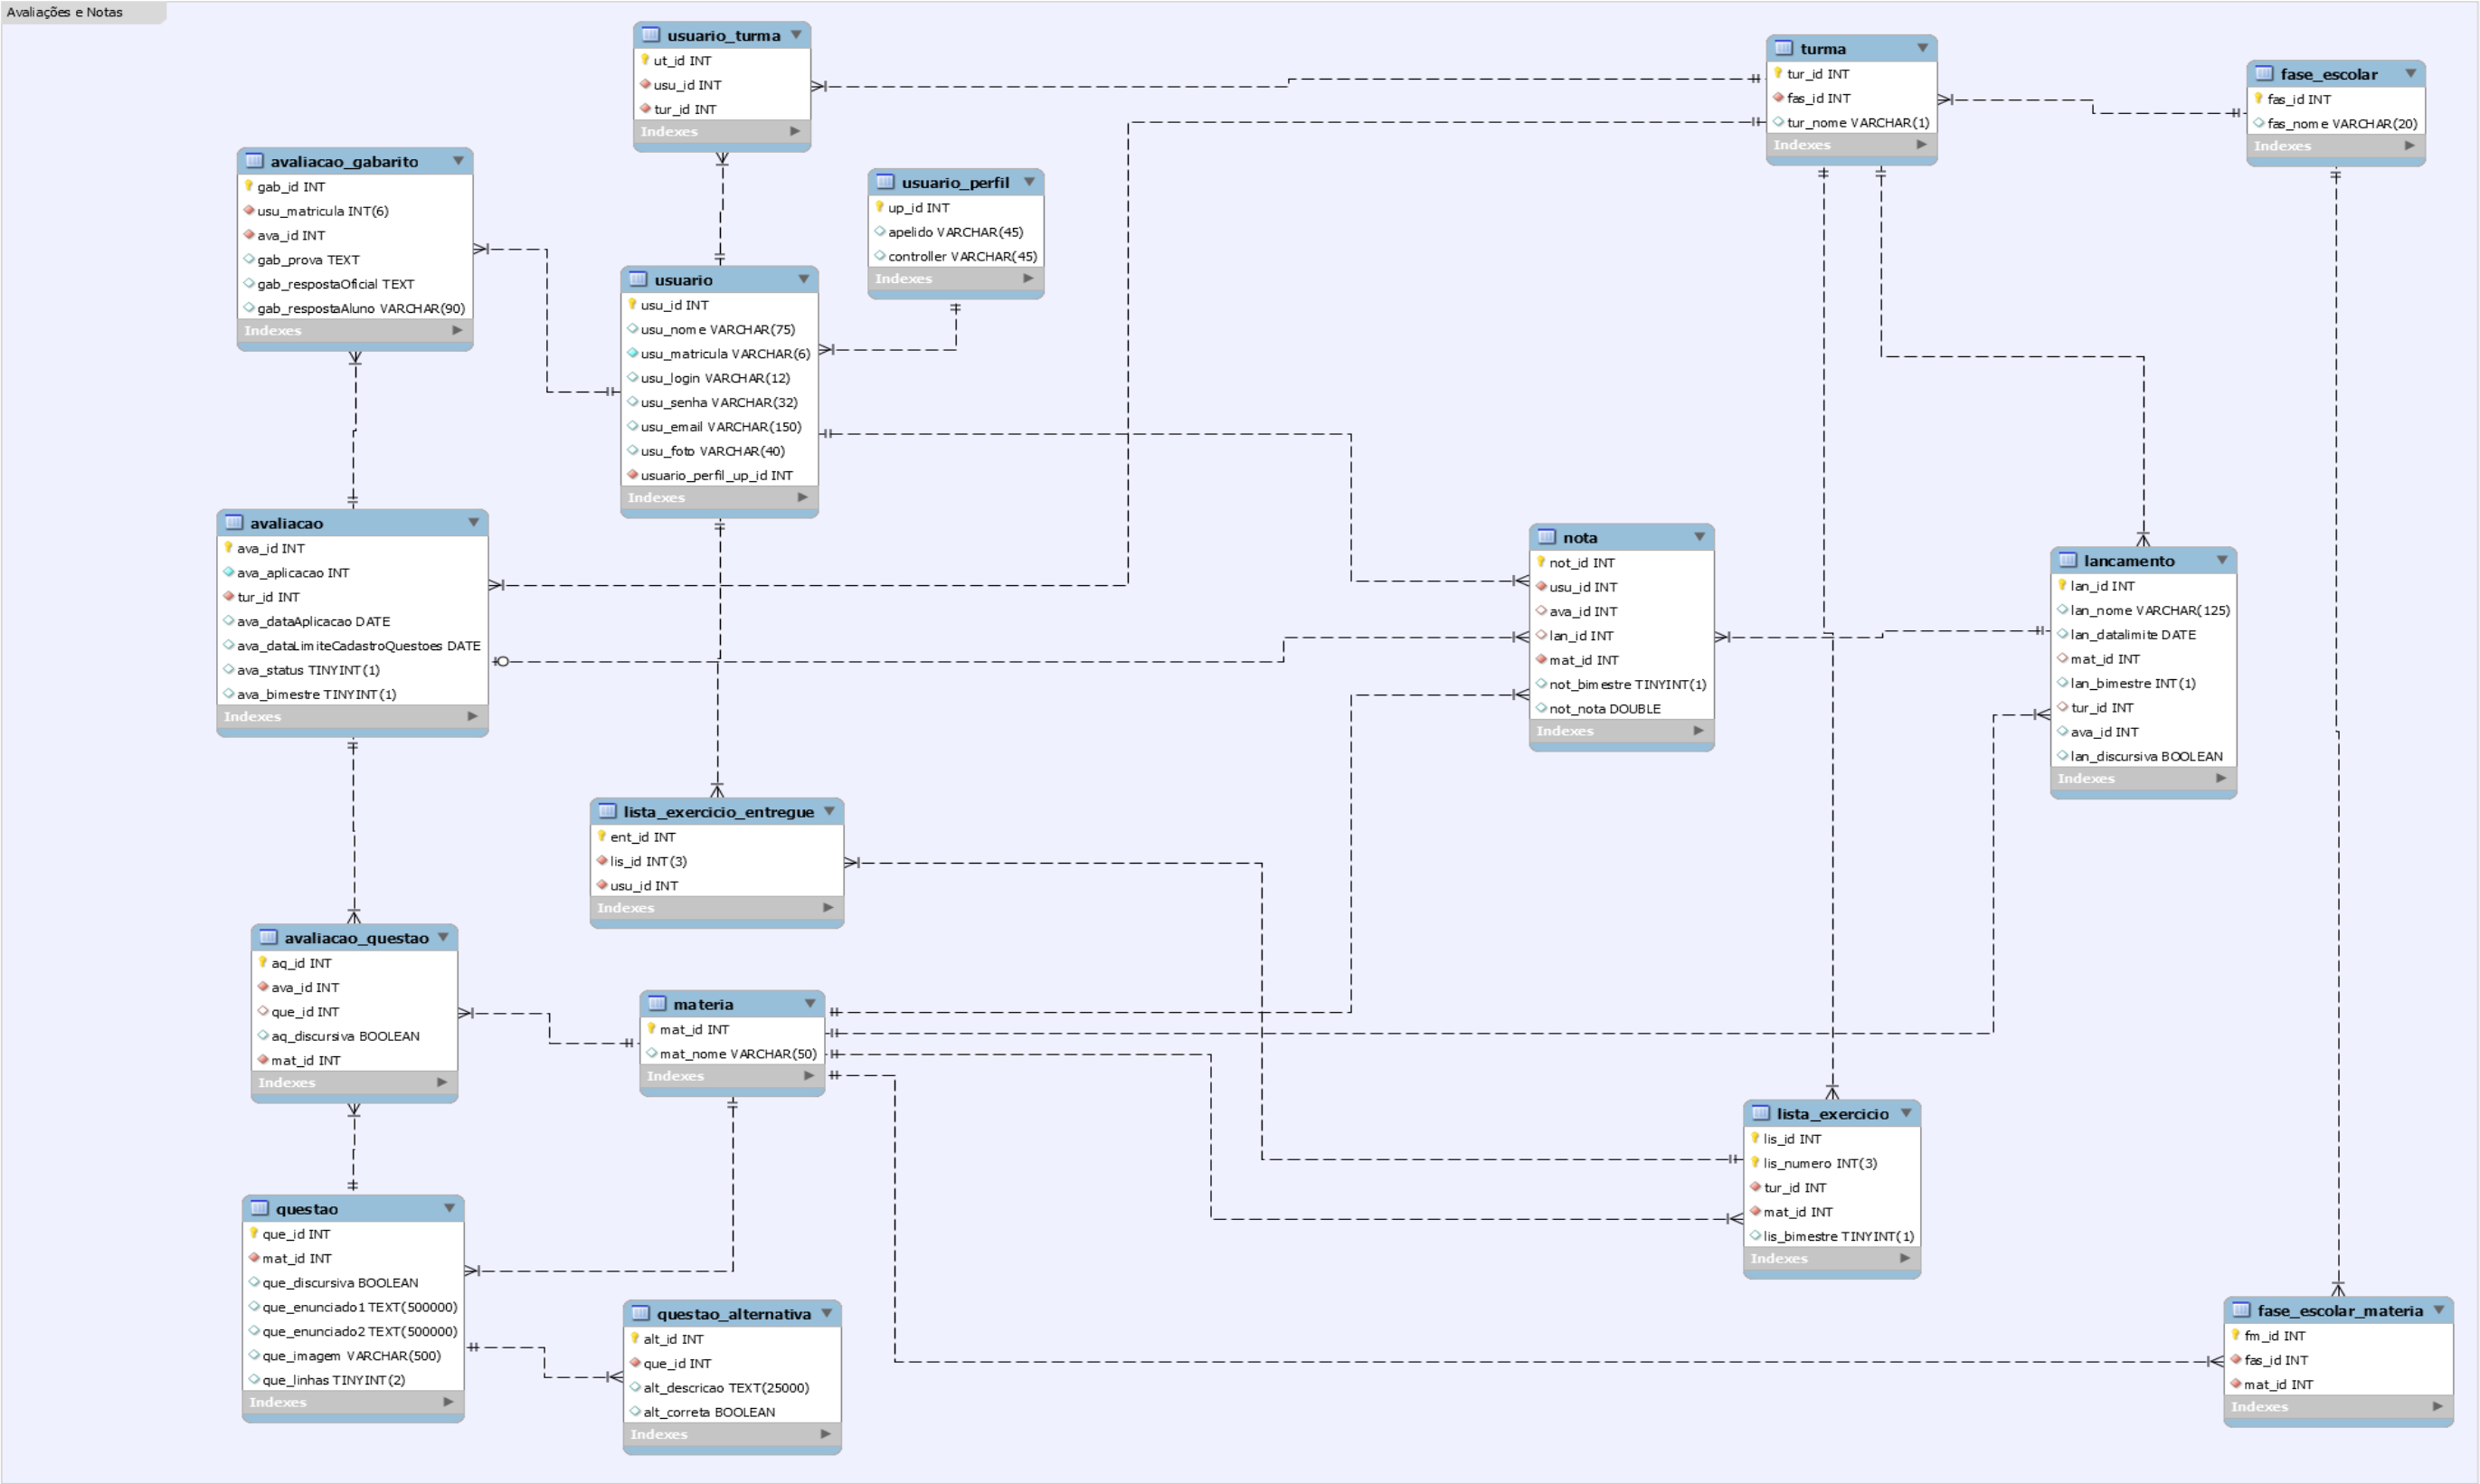 Avaliações e Notas
usuario_turma
ut_id INT
usu_id INT
tur_id INT
Indexes
turma
tur_id INT
fas_id INT
tur_nome VARCHAR(1)
Indexes
fase_escolar
fas_id INT
fas_nome VARCHAR(20)
Indexes
avaliacao_gabarito
gab_id INT
usu_matricula INT(6)
ava_id INT
gab_prova TEXT
gab_respostaOficial TEXT
gab_respostaAluno VARCHAR(90)
Indexes
usuario_perfil
up_id INT
apelido VARCHAR(45)
controller VARCHAR(45)
Indexes
usuario
usu_id INT
usu_nome VARCHAR(75)
usu_matricula VARCHAR(6)
usu_login VARCHAR(12)
usu_senha VARCHAR(32)
usu_email VARCHAR(150)
usu_foto VARCHAR(40)
usuario_perfil_up_id INT
Indexes
avaliacao
ava_id INT
ava_aplicacao INT
tur_id INT
ava_dataAplicacao DATE
ava_dataLimiteCadastroQuestoes DATE
ava_status TINYINT(1)
ava_bimestre TINYINT(1)
Indexes
nota
not_id INT
usu_id INT
ava_id INT
lan_id INT
mat_id INT
not_bimestre TINYINT(1)
not_nota DOUBLE
Indexes
lancamento
lan_id INT
lan_nome VARCHAR(125)
lan_datalimite DATE
mat_id INT
lan_bimestre INT(1)
tur_id INT
ava_id INT
lan_discursiva BOOLEAN
Indexes
lista_exercicio_entregue
ent_id INT
lis_id INT(3)
usu_id INT
Indexes
avaliacao_questao
aq_id INT
ava_id INT
que_id INT
aq_discursiva BOOLEAN
mat_id INT
Indexes
materia
mat_id INT
mat_nome VARCHAR(50)
Indexes
lista_exercicio
lis_id INT
lis_numero INT(3)
tur_id INT
mat_id INT
lis_bimestre TINYINT(1)
Indexes
questao
que_id INT
mat_id INT
que_discursiva BOOLEAN
que_enunciado1 TEXT(500000)
que_enunciado2 TEXT(500000)
que_imagem VARCHAR(500)
que_linhas TINYINT(2)
Indexes
questao_alternativa
alt_id INT
que_id INT
alt_descricao TEXT(25000)
alt_correta BOOLEAN
Indexes
fase_escolar_materia
fm_id INT
fas_id INT
mat_id INT
Indexes